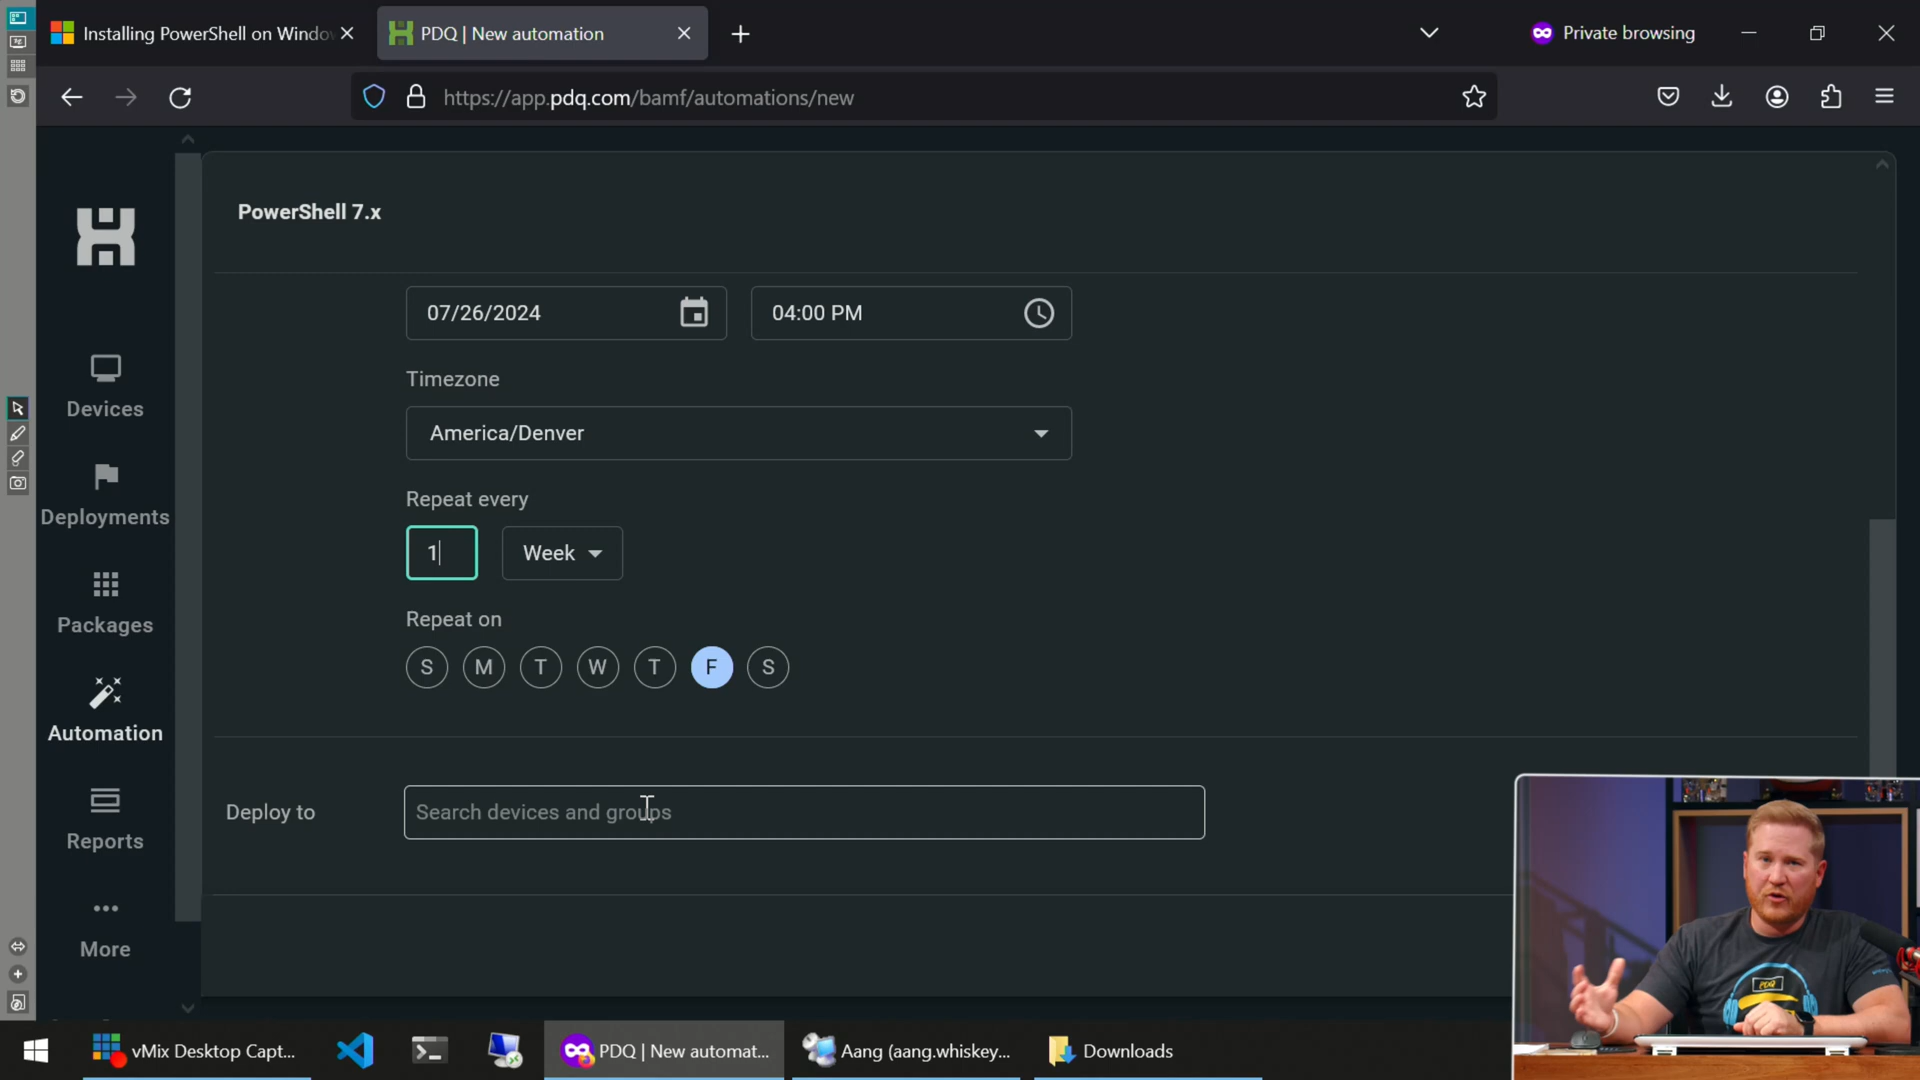 Installing PowerShell on Windo
PDQ | New automation
Private browsing
https://app.pdq.com/bamf/automations/new
PowerShell 7.x
07/26/2024
04:00 PM
Timezone
America/Denver
Repeat every
1
Week
Repeat on
S M T W T F S
Deploy to
Search devices and groups
Devices
Deployments
Packages
Automation
Reports
More
PDQ
vMix Desktop Capt...
PDQ | New automat...
Aang (aang.whiskey...
Downloads